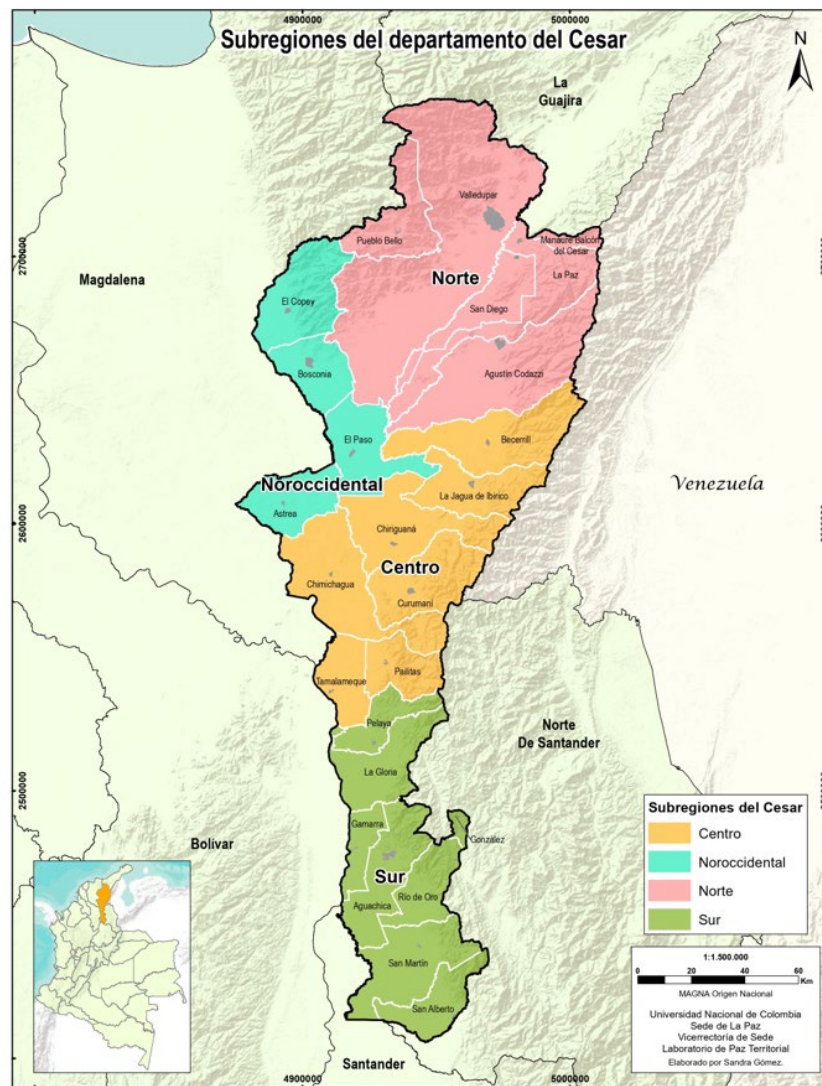 4900000
5000000
Subregiones del departamento del Cesar
N
La
Guajira
Valledupar
Pueblo Bello
Manaure Balcón
del Cesar
2700000
Magdalena
Norte
La Paz
El Copey
San Diego
Bosconia
Agustín Codazzi
El Paso
Becerrill
Noroccidental
La Jagua de Ibirico
Venezuela
Astrea
2600000
Chiriguaná
Centro
Chimichagua
Curumaní
Pailitas
Tamalameque
Pelaya
Norte
De Santander
La Gloria
2500000
Subregiones del Cesar
Centro
Noroccidental
Norte
Sur
Gamarra
González
Bolívar
Sur
Río de Oro
Aguachica
San Martín
San Alberto
1:1.500.000
0 20 40 60
Km
MAGNA Origen Nacional
Universidad Nacional de Colombia
Sede de La Paz
Vicerrectoría de Sede
Laboratorio de Paz Territorial
Elaborado por Sandra Gómez.
Santander
4900000
5000000